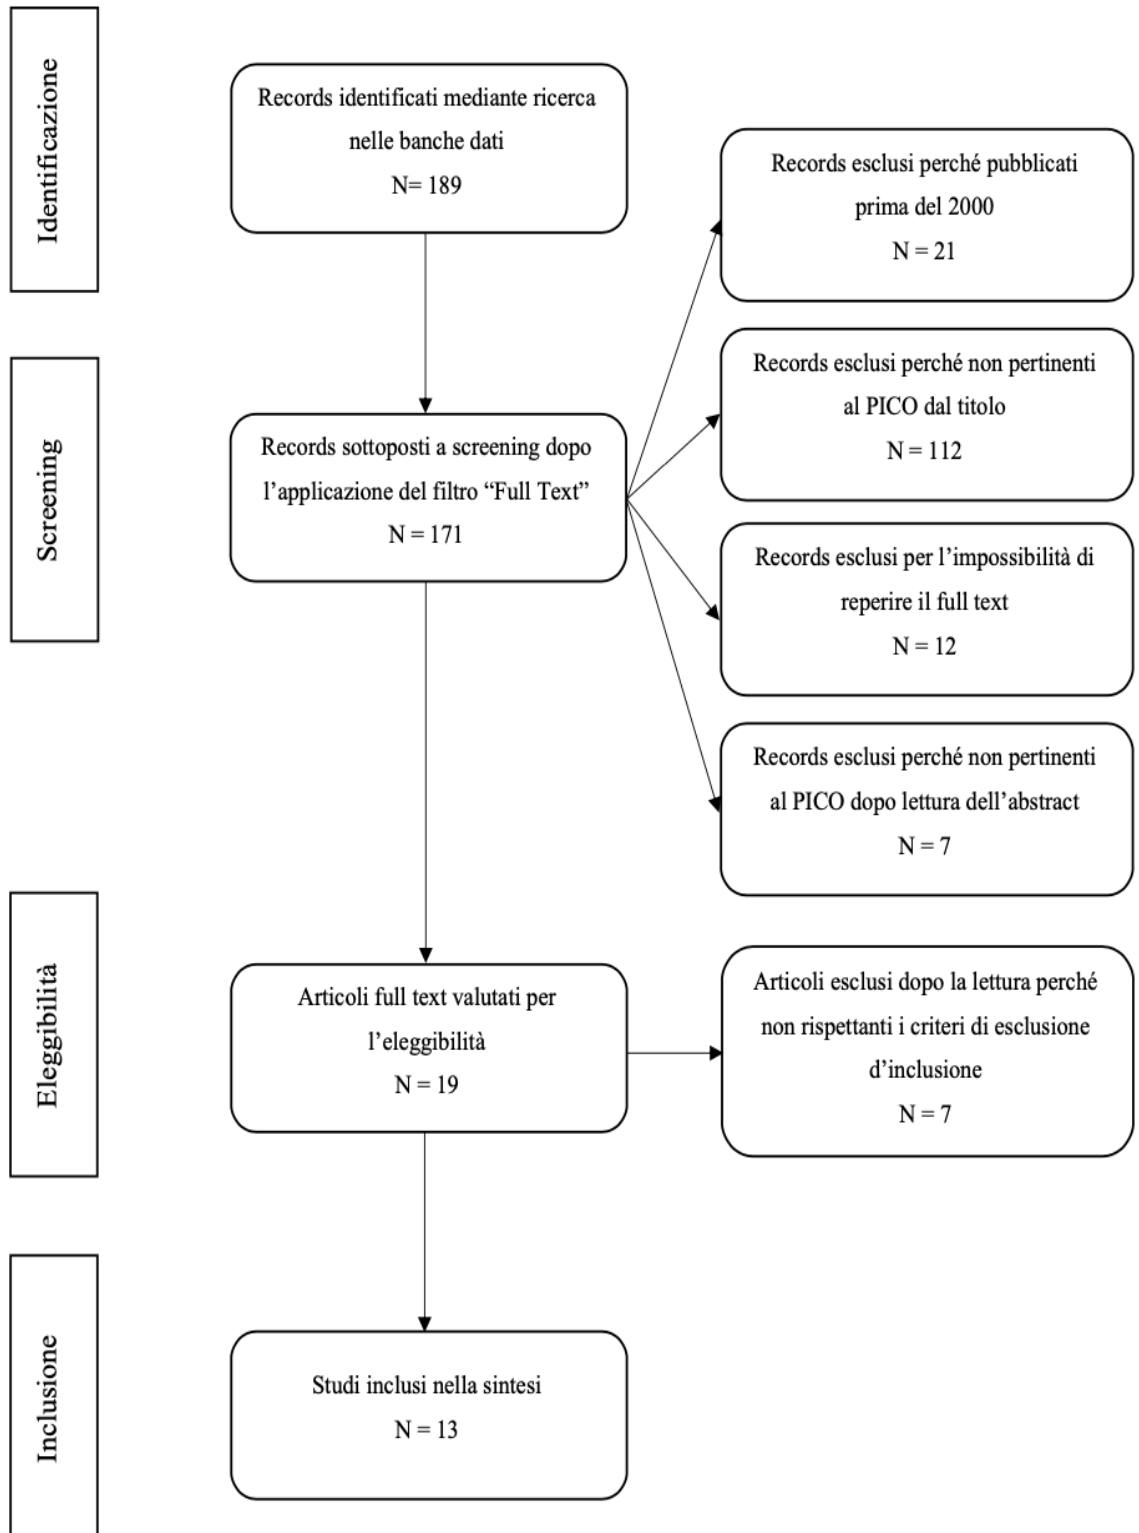 Identificazione
Records identificati mediante ricerca
nelle banche dati
N= 189
Records esclusi perché pubblicati
prima del 2000
N = 21
Screening
Records sottoposti a screening dopo
l’applicazione del filtro “Full Text”
N = 171
Records esclusi perché non pertinenti
al PICO dal titolo
N = 112
Records esclusi per l’impossibilità di
reperire il full text
N = 12
Records esclusi perché non pertinenti
al PICO dopo lettura dell’abstract
N = 7
Eleggibilità
Articoli full text valutati per
l’eleggibilità
N = 19
Articoli esclusi dopo la lettura perché
non rispettanti i criteri di esclusione
d’inclusione
N = 7
Inclusione
Studi inclusi nella sintesi
N = 13